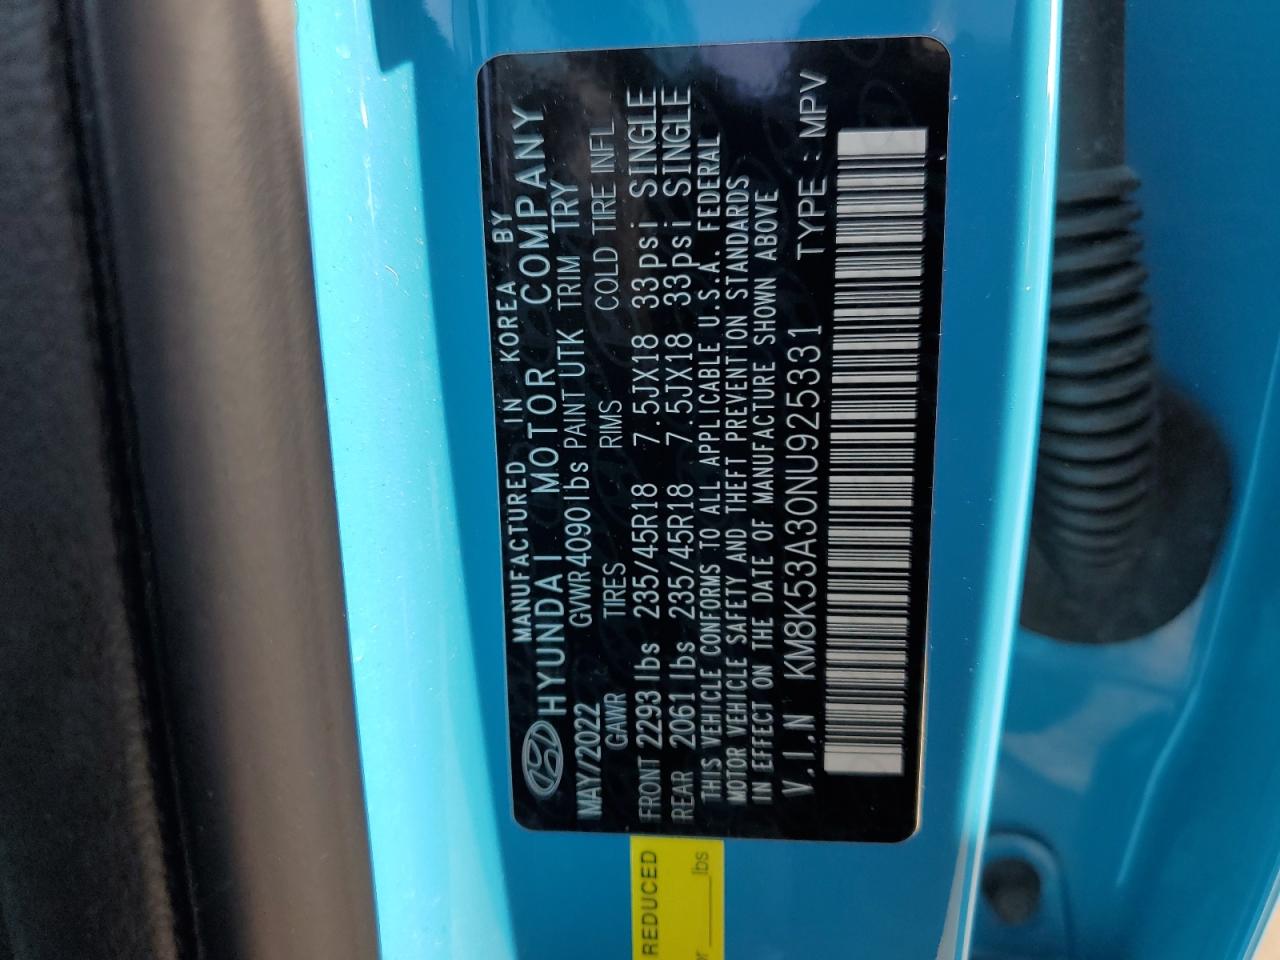 MANUFACTURED IN KOREA BY
HYUNDAI MOTOR COMPANY
MAY/2022 GVWR 4090lbs PAINT UTK TRIM TRY
GAWR TIRES RIMS COLD TIRE INFL
FRONT 2293 lbs 235/45R18 7.5JX18 33psi SINGLE
REAR 2061 lbs 235/45R18 7.5JX18 33psi SINGLE
THIS VEHICLE CONFORMS TO ALL APPLICABLE U.S.A. FEDERAL
MOTOR VEHICLE SAFETY AND THEFT PREVENTION STANDARDS
IN EFFECT ON THE DATE OF MANUFACTURE SHOWN ABOVE
V.I.N KM8K53A30NU925331 TYPE : MPV
REDUCED
or ______ lbs